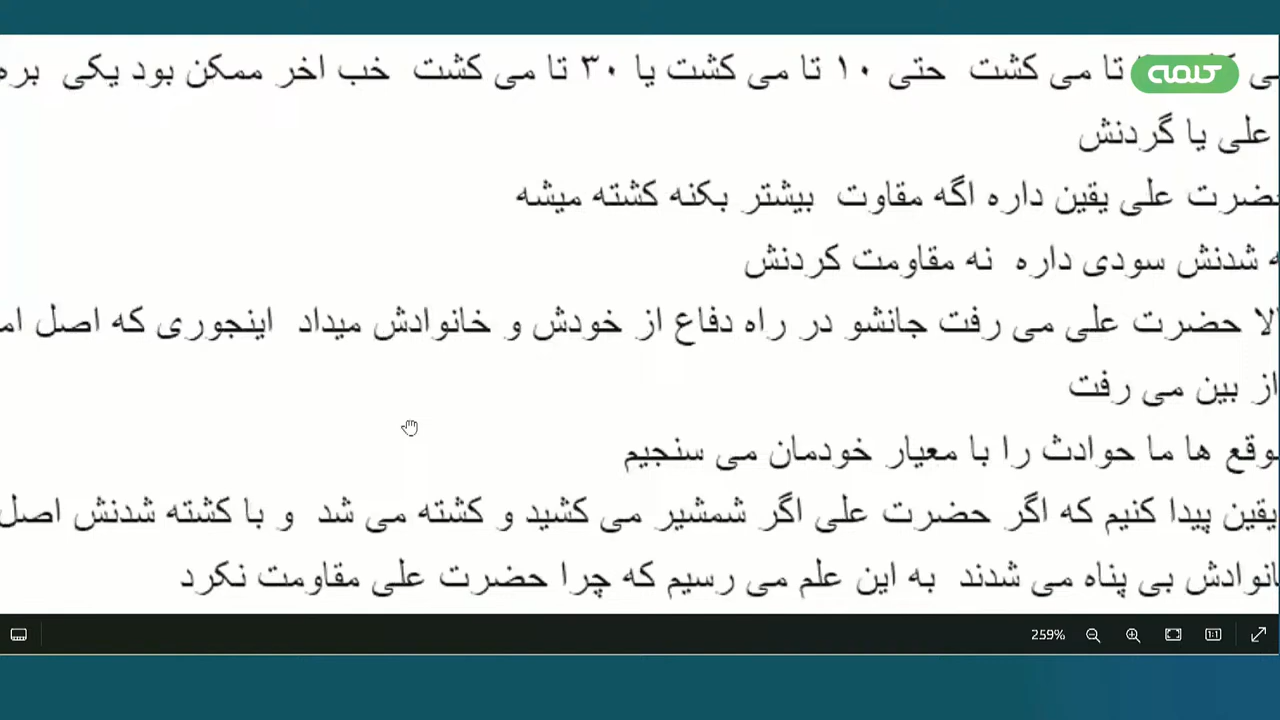 تا می کشت حتی ۱۰ تا می کشت یا ۳۰ تا می کشت خب اخر ممکن بود یکی بره
کلمه
علی یا گردنش
علی یقین داره اگه مقاوت بیشتر بکنه کشته میشه
شدنش سودی داره نه مقاومت کردنش
حضرت علی می رفت جانشو در راه دفاع از خودش و خانوادش میداد اینجوری که اصل
از بین می رفت
ها ما حوادث را با معیار خودمان می سنجیم
یقین پیدا کنیم که اگر حضرت علی اگر شمشیر می کشید و کشته می شد و با کشته شدنش اصل
بی پناه می شدند به این علم می رسیم که چرا حضرت علی مقاومت نکرد
259%
1:1